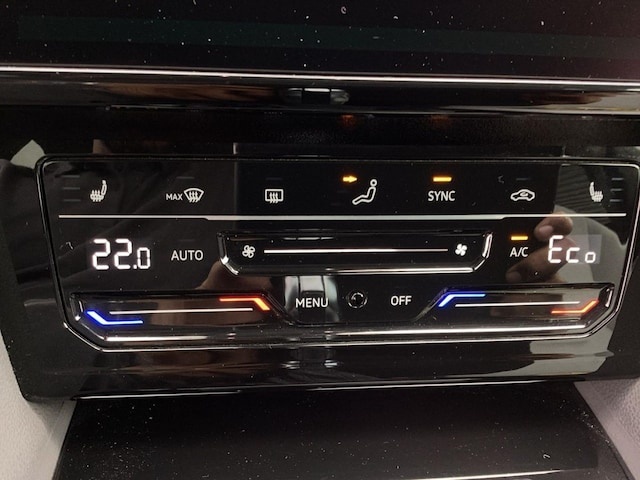 MAX SYNC
22.0 AUTO A/C Eco
MENU OFF